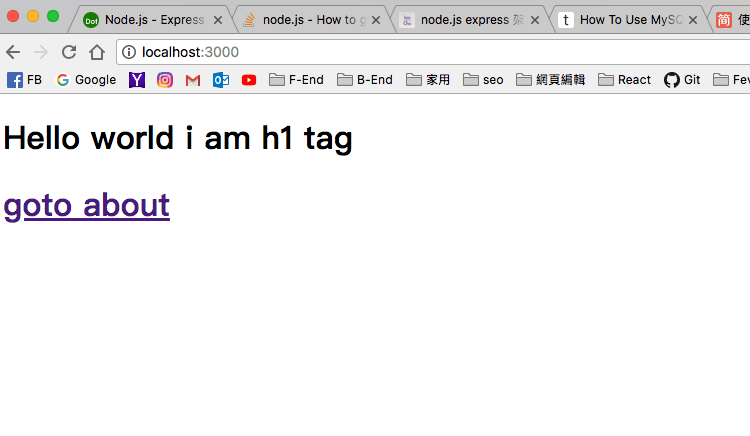 Node.js - Express
node.js - How to g
node.js express 架
How To Use MySQ
簡 使
localhost:3000
FB Google F-End B-End 家用 seo 網頁編輯 React Git Fev
Hello world i am h1 tag
goto about